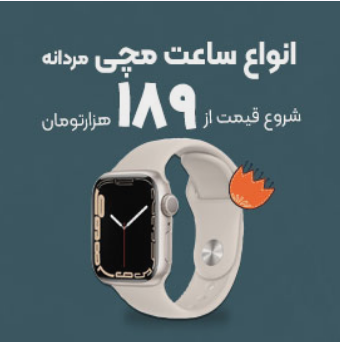 انواع ساعت مچی مردانه
شروع قیمت از ۱۸۹ هزارتومان